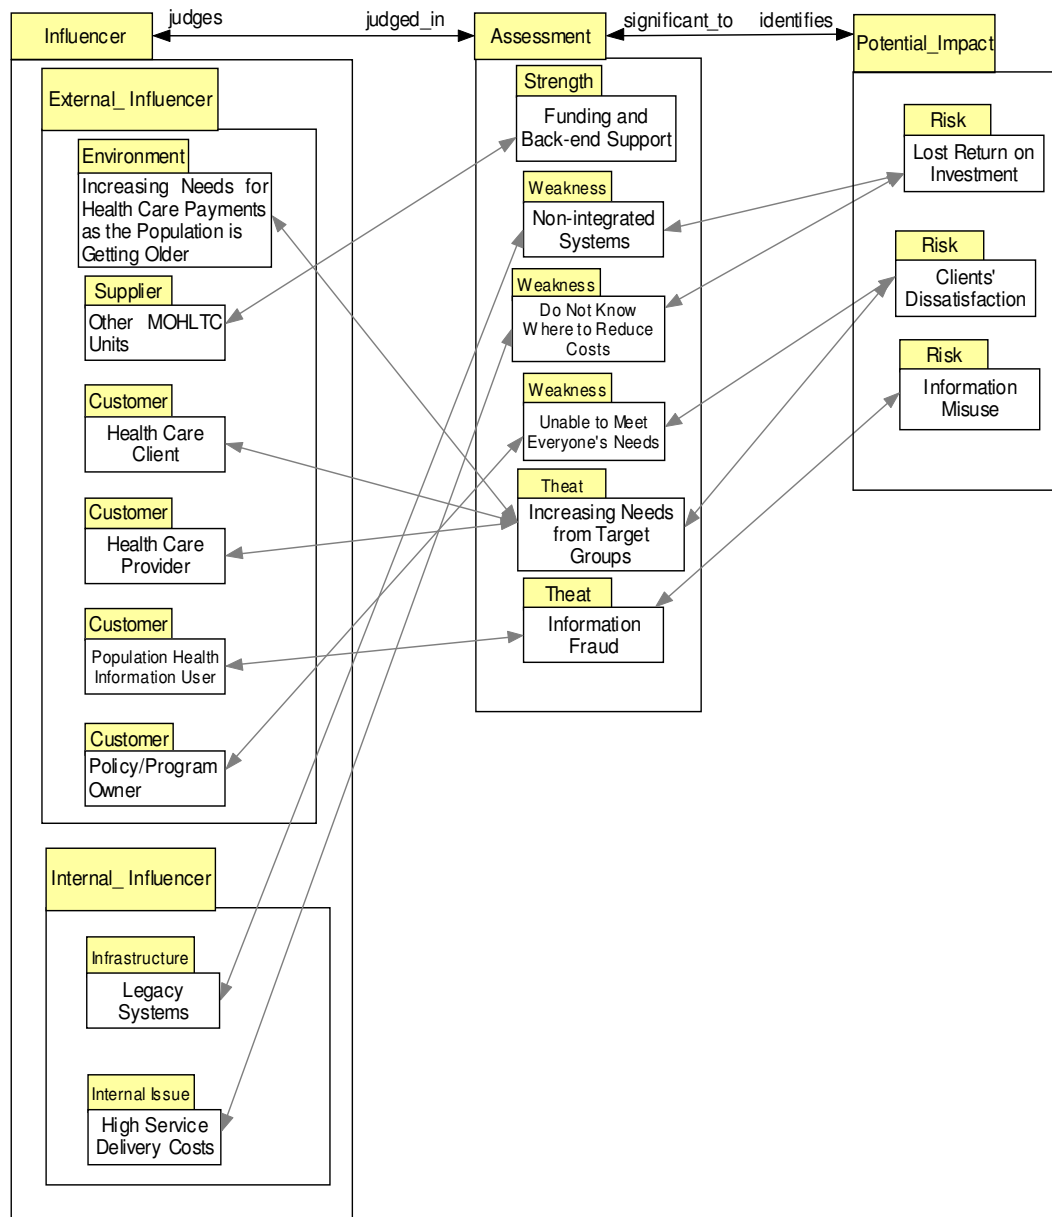 judges
judged_in
significant_to
identifies
Influencer
Assessment
Potential_Impact
External_ Influencer
Environment
Increasing Needs for
Health Care Payments
as the Population is
Getting Older
Supplier
Other MOHLTC
Units
Customer
Health Care
Client
Customer
Health Care
Provider
Customer
Population Health
Information User
Customer
Policy/Program
Owner
Internal_ Influencer
Infrastructure
Legacy
Systems
Internal Issue
High Service
Delivery Costs
Strength
Funding and
Back-end Support
Weakness
Non-integrated
Systems
Weakness
Do Not Know
Where to Reduce
Costs
Weakness
Unable to Meet
Everyone's Needs
Theat
Increasing Needs
from Target
Groups
Theat
Information
Fraud
Risk
Lost Return on
Investment
Risk
Clients'
Dissatisfaction
Risk
Information
Misuse